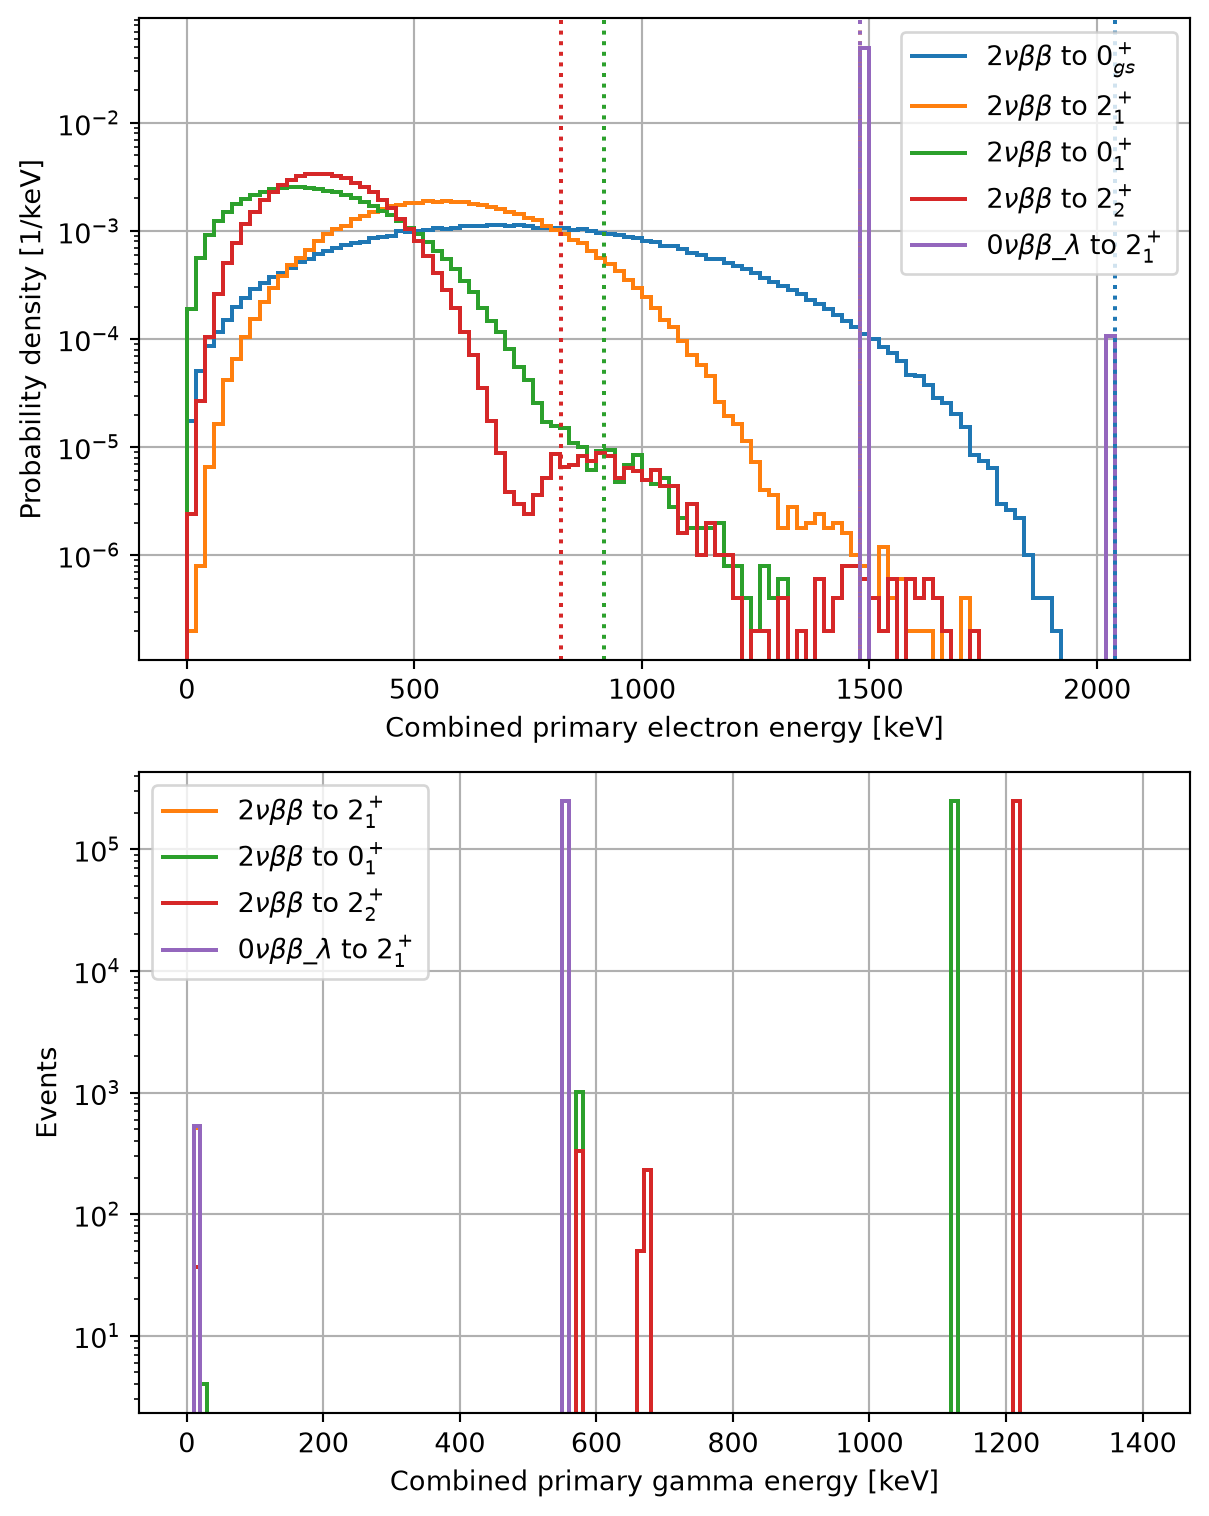 Probability density [1/keV]
10⁻²
10⁻³
10⁻⁴
10⁻⁵
10⁻⁶
2νββ to 0⁺gs
2νββ to 2⁺₁
2νββ to 0⁺₁
2νββ to 2⁺₂
0νββ_λ to 2⁺₁
0 500 1000 1500 2000
Combined primary electron energy [keV]
Events
10⁵
10⁴
10³
10²
10¹
2νββ to 2⁺₁
2νββ to 0⁺₁
2νββ to 2⁺₂
0νββ_λ to 2⁺₁
0 200 400 600 800 1000 1200 1400
Combined primary gamma energy [keV]